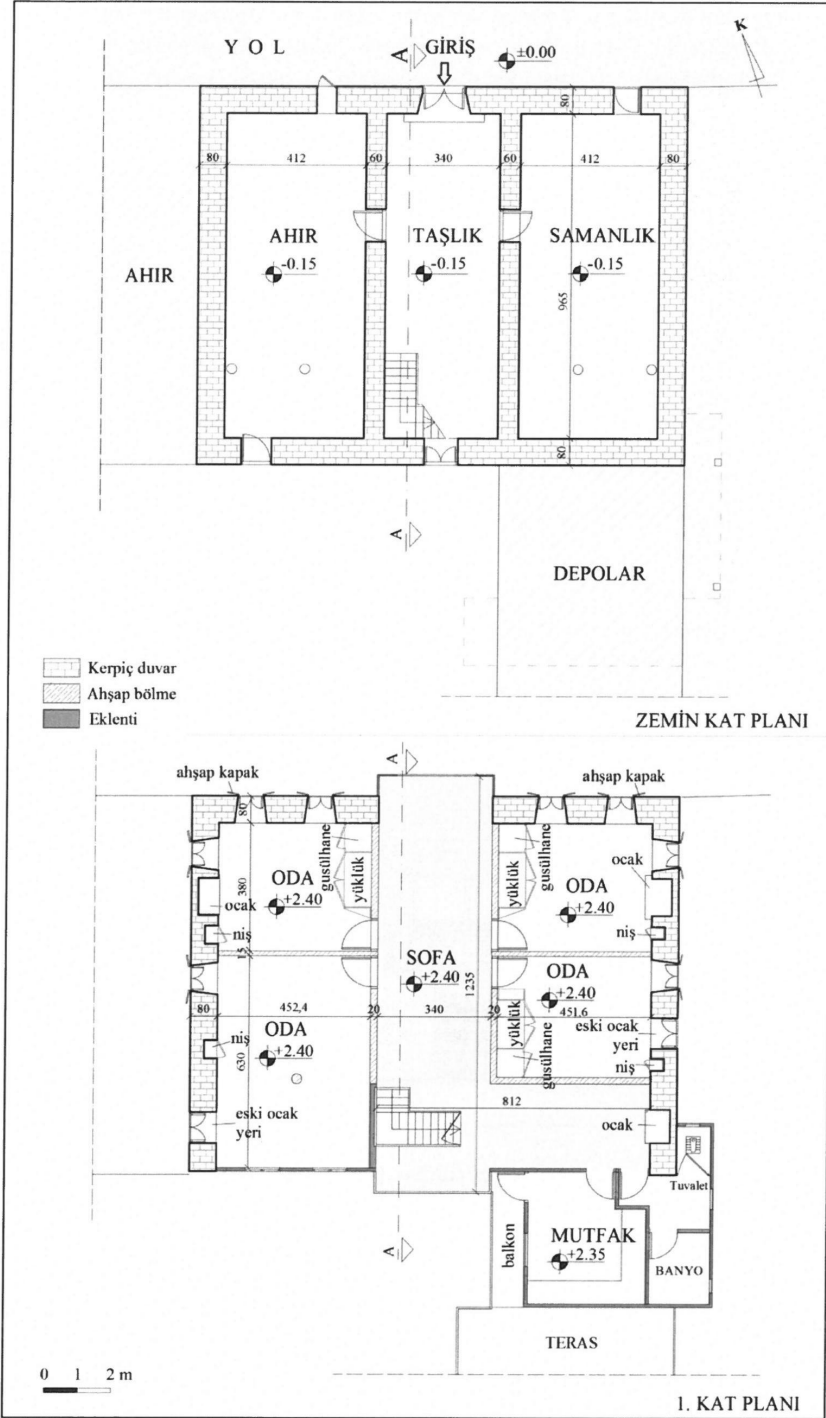 YOL
A
GİRİŞ
±0.00
K
80
80
412
60
340
60
412
80
AHIR
TAŞLIK
SAMANLIK
AHIR
-0.15
-0.15
-0.15
965
80
A
DEPOLAR
Kerpiç duvar
Ahşap bölme
Eklenti
ZEMİN KAT PLANI
A
ahşap kapak
ahşap kapak
80
gusülhane
gusülhane
yüklük
yüklük
ocak
ODA
ODA
380
+2.40
+2.40
ocak
niş
niş
SOFA
ODA
15
+2.40
+2.40
1235
80
452,4
20
340
20
451,6
yüklük
eski ocak
yeri
niş
ODA
gusülhane
niş
630
+2.40
812
eski ocak
yeri
ocak
Tuvalet
balkon
MUTFAK
A
+2.35
BANYO
TERAS
0 1 2 m
1. KAT PLANI